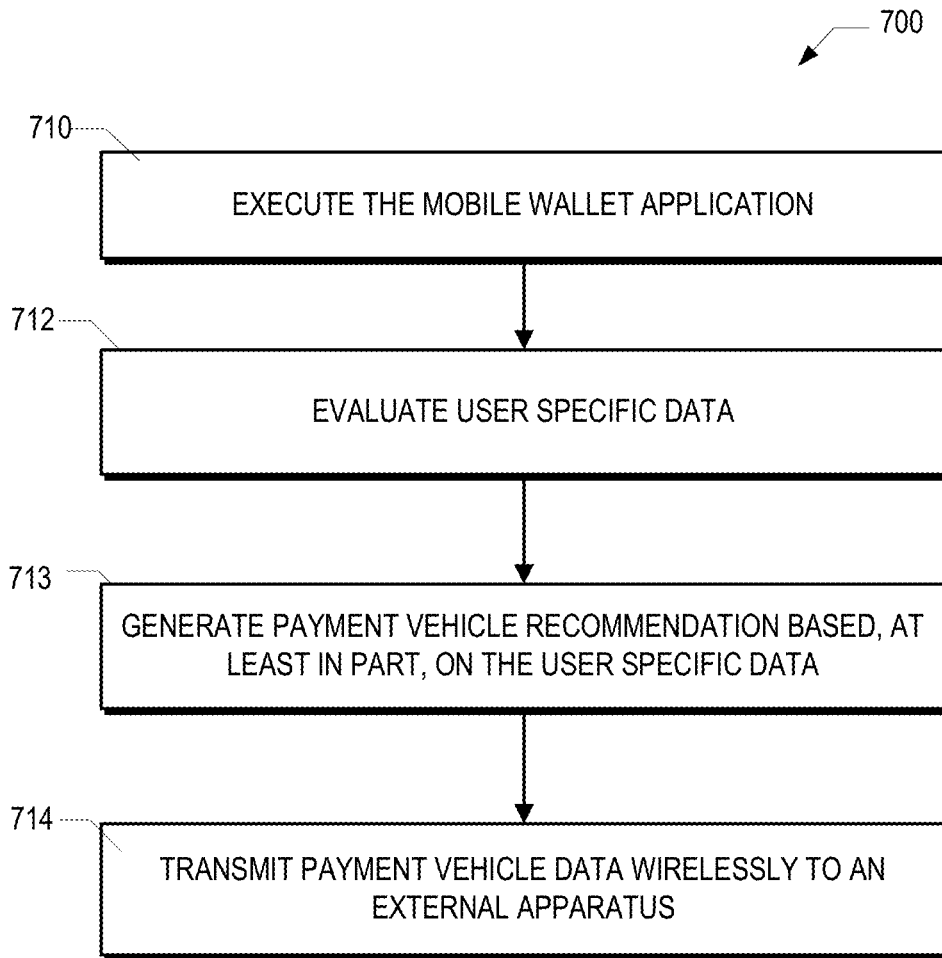 700
710
EXECUTE THE MOBILE WALLET APPLICATION
712
EVALUATE USER SPECIFIC DATA
713
GENERATE PAYMENT VEHICLE RECOMMENDATION BASED, AT
LEAST IN PART, ON THE USER SPECIFIC DATA
714
TRANSMIT PAYMENT VEHICLE DATA WIRELESSLY TO AN
EXTERNAL APPARATUS